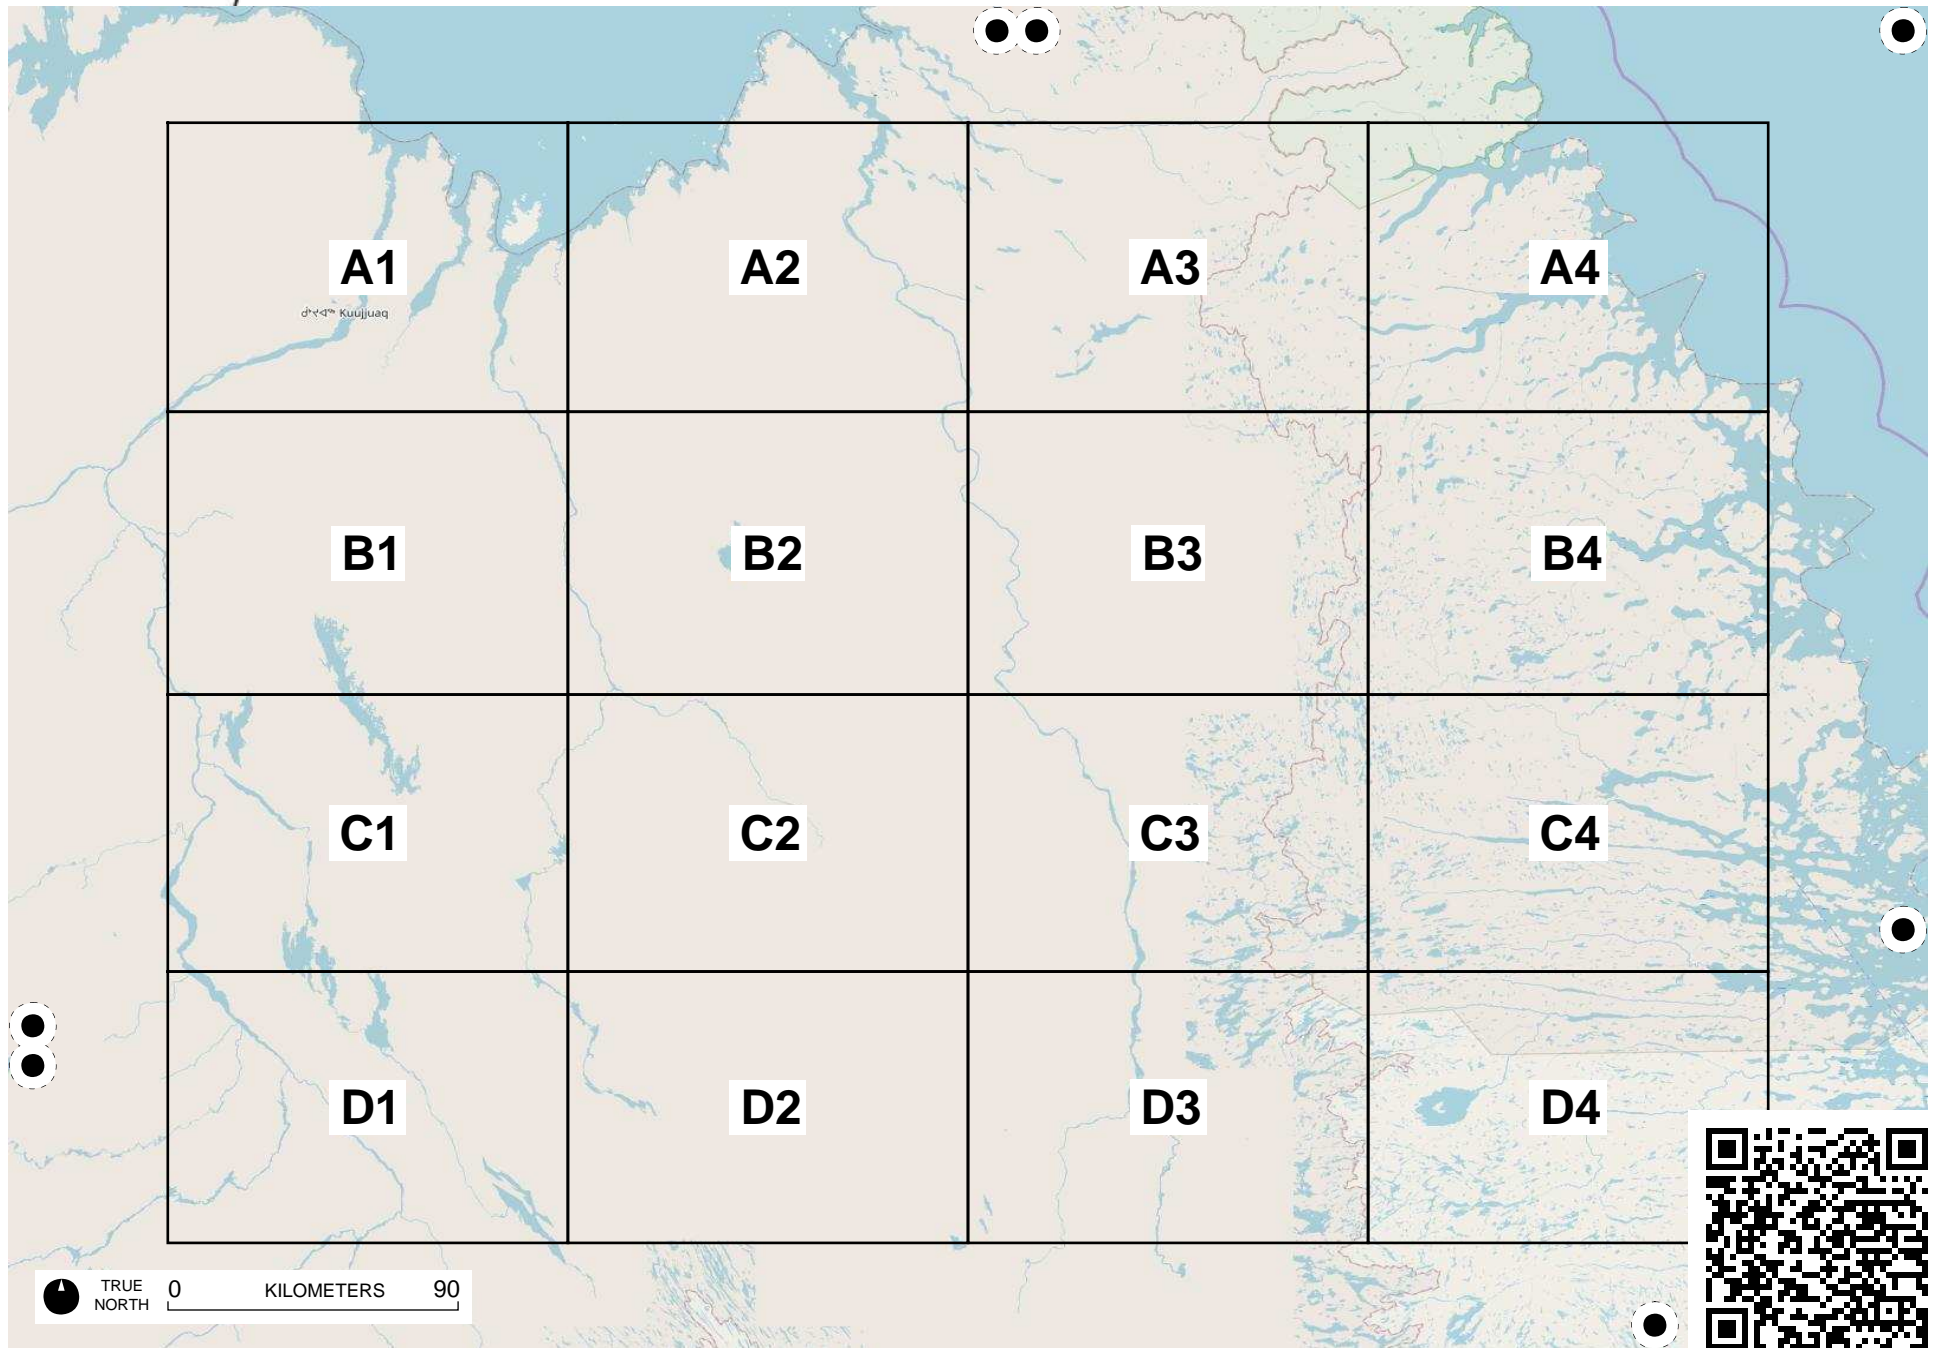 A1
A2
A3
A4
ᑰᔾᔪᐊᖅ Kuujjuaq
B1
B2
B3
B4
C1
C2
C3
C4
D1
D2
D3
D4
TRUE NORTH
0 KILOMETERS 90